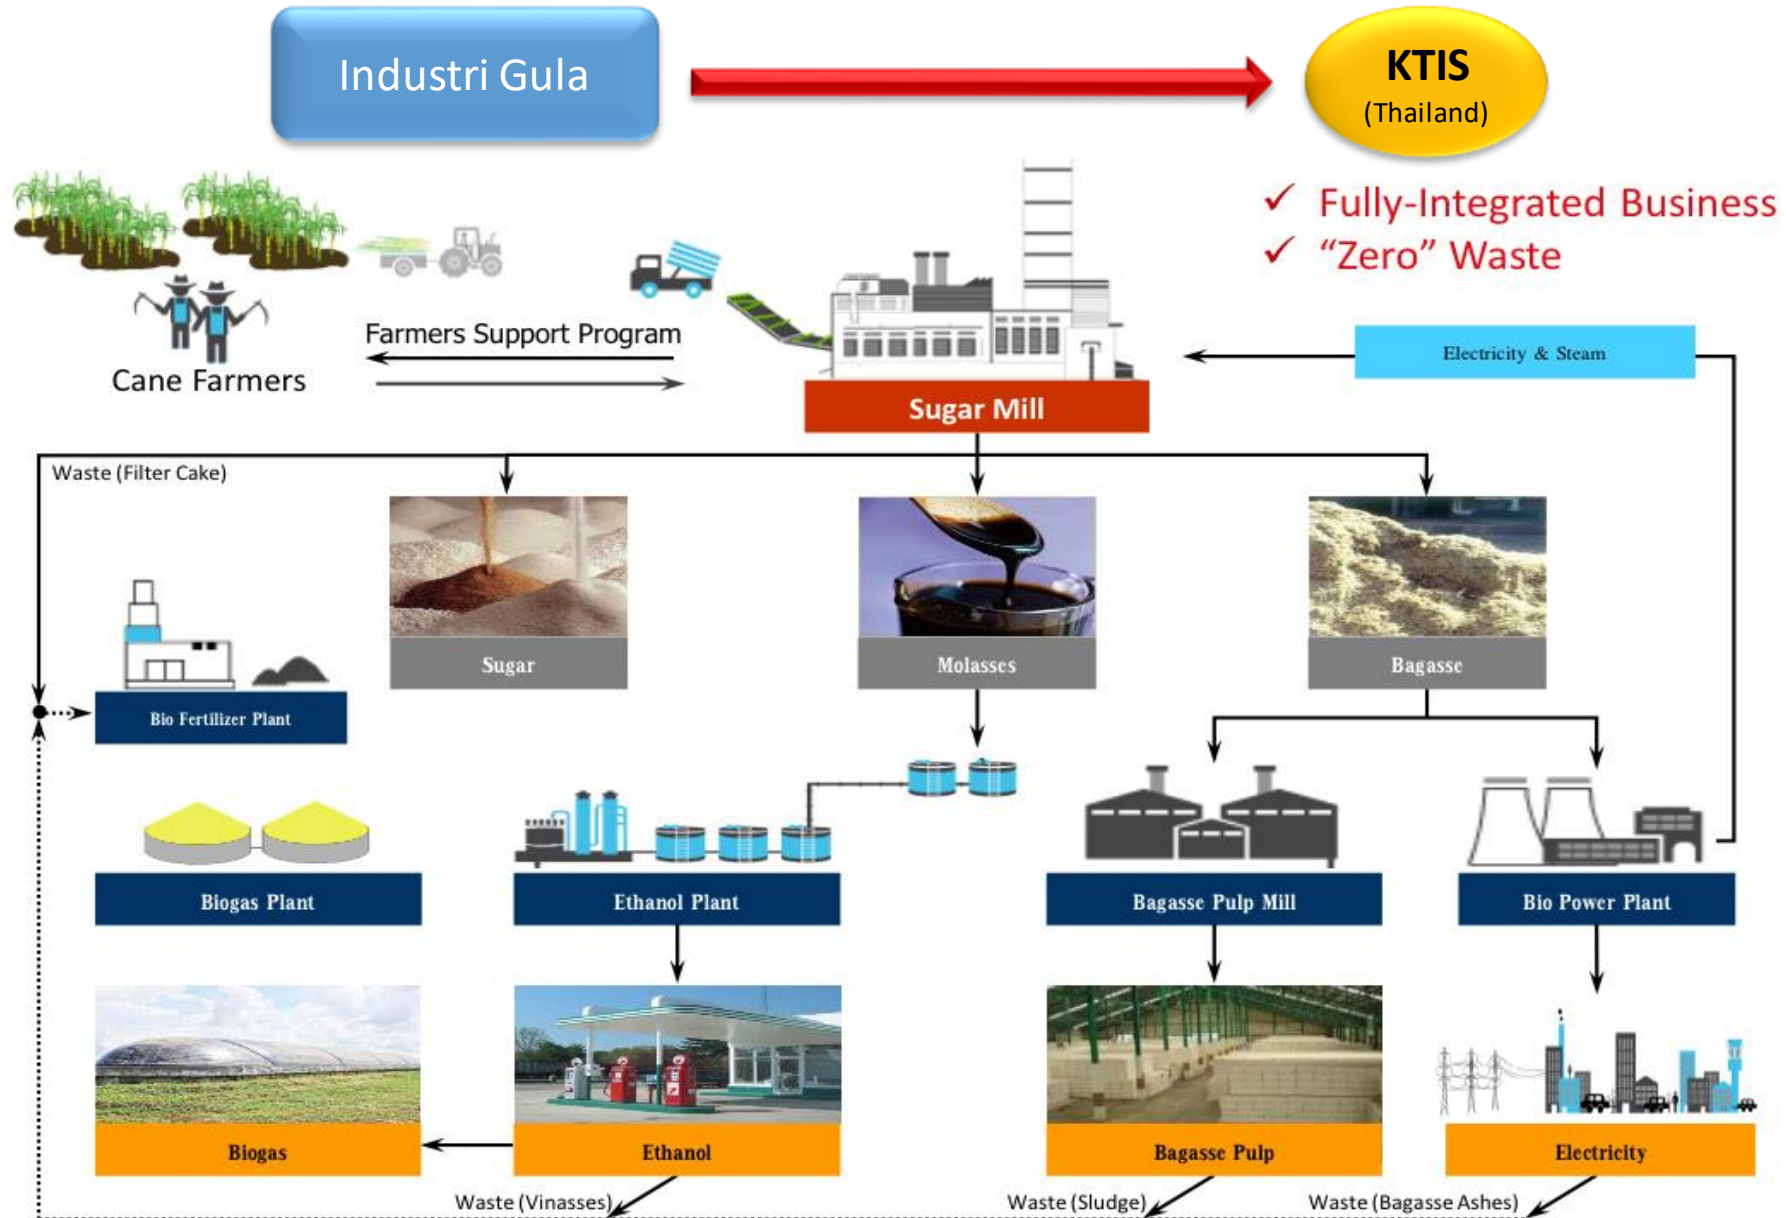 Industri Gula
KTIS
(Thailand)
✓ Fully-Integrated Business
✓ “Zero” Waste
Farmers Support Program
Cane Farmers
Electricity & Steam
Sugar Mill
Waste (Filter Cake)
Sugar
Molasses
Bagasse
Bio Fertilizer Plant
Biogas Plant
Ethanol Plant
Bagasse Pulp Mill
Bio Power Plant
Biogas
Ethanol
Bagasse Pulp
Electricity
Waste (Vinasses)
Waste (Sludge)
Waste (Bagasse Ashes)